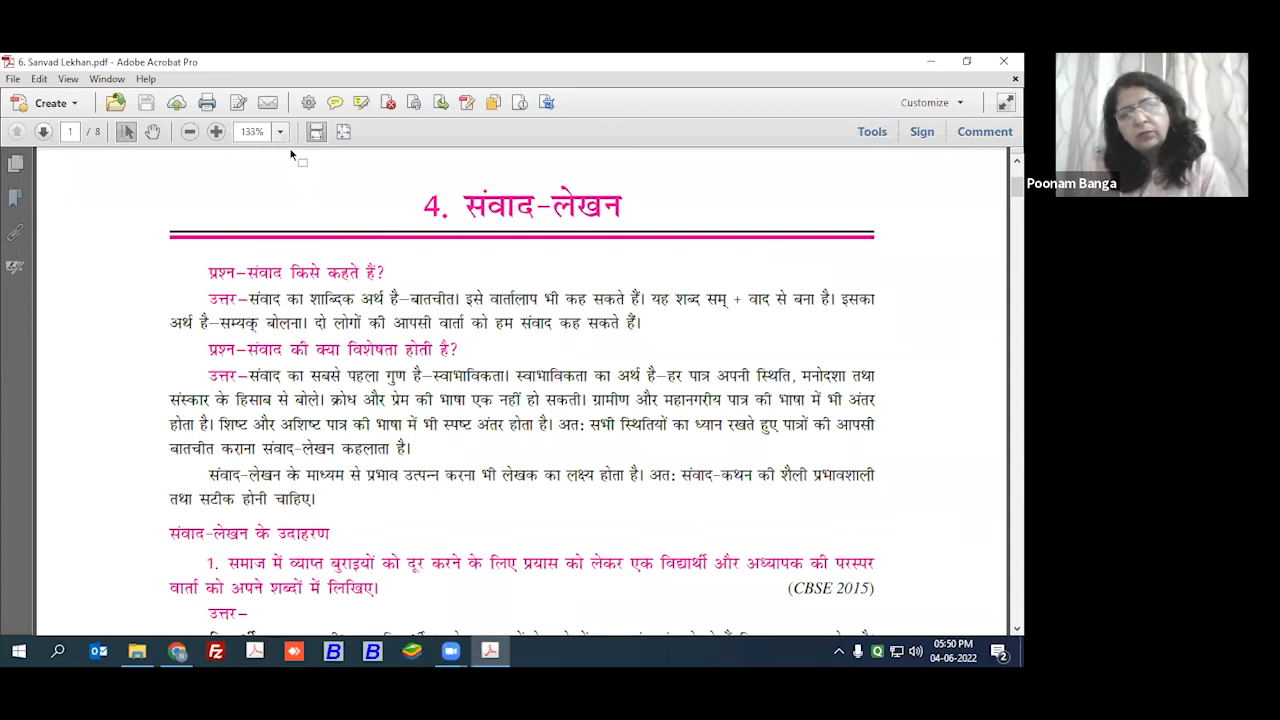 6. Sanvad Lekhan.pdf - Adobe Acrobat Pro
File Edit View Window Help
Create Customize
1 / 8 133% Tools Sign Comment
Poonam Banga
4. संवाद-लेखन
प्रश्न–संवाद किसे कहते हैं?
उत्तर–संवाद का शाब्दिक अर्थ है–बातचीत। इसे वार्तालाप भी कह सकते हैं। यह शब्द सम् + वाद से बना है। इसका
अर्थ है–सम्यक् बोलना। दो लोगों की आपसी वार्ता को हम संवाद कह सकते हैं।
प्रश्न–संवाद की क्या विशेषता होती है?
उत्तर–संवाद का सबसे पहला गुण है–स्वाभाविकता। स्वाभाविकता का अर्थ है–हर पात्र अपनी स्थिति, मनोदशा तथा
संस्कार के हिसाब से बोले। क्रोध और प्रेम की भाषा एक नहीं हो सकती। ग्रामीण और महानगरीय पात्र की भाषा में भी अंतर
होता है। शिष्ट और अशिष्ट पात्र की भाषा में भी स्पष्ट अंतर होता है। अत: सभी स्थितियों का ध्यान रखते हुए पात्रों की आपसी
बातचीत कराना संवाद-लेखन कहलाता है।
संवाद-लेखन के माध्यम से प्रभाव उत्पन्न करना भी लेखक का लक्ष्य होता है। अत: संवाद-कथन की शैली प्रभावशाली
तथा सटीक होनी चाहिए।
संवाद-लेखन के उदाहरण
1. समाज में व्याप्त बुराइयों को दूर करने के लिए प्रयास को लेकर एक विद्यार्थी और अध्यापक की परस्पर
वार्ता को अपने शब्दों में लिखिए। (CBSE 2015)
उत्तर–
05:50 PM
04-06-2022
2